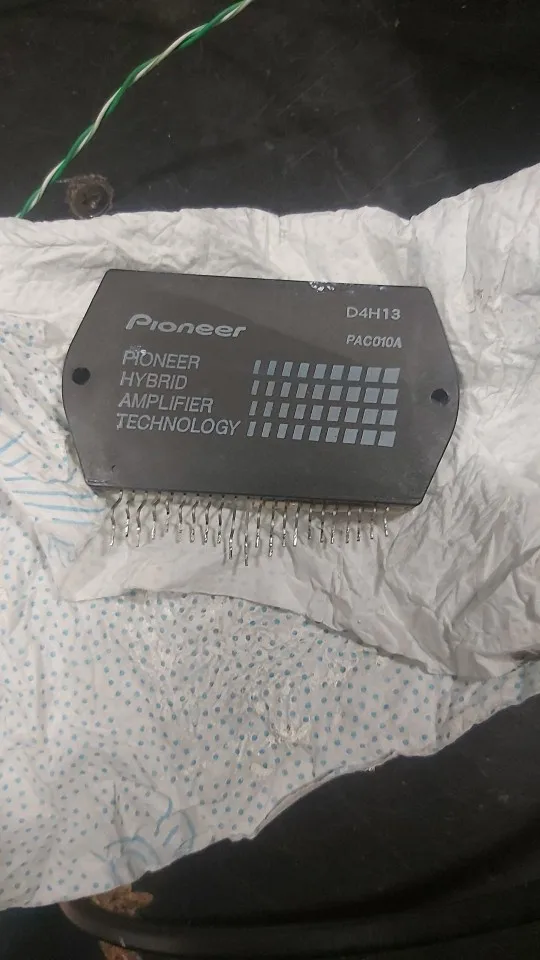 Pioneer
D4H13
PAC010A
PIONEER
HYBRID
AMPLIFIER
TECHNOLOGY